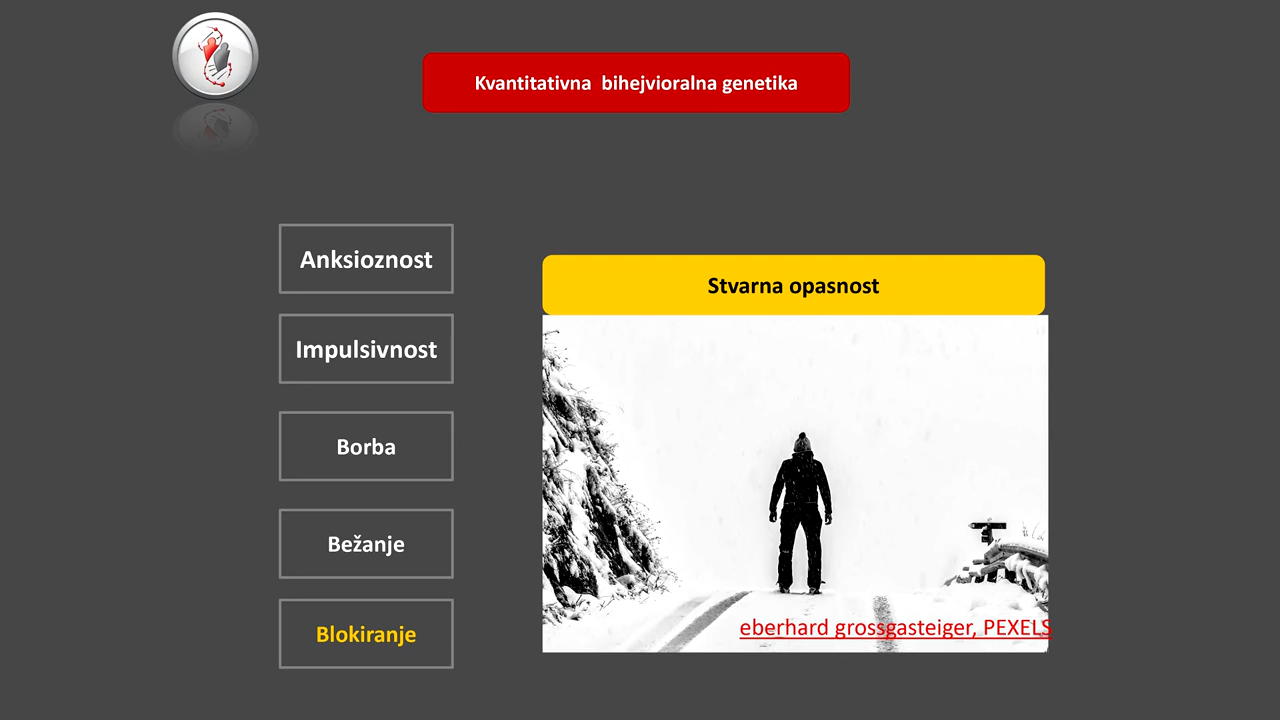 Kvantitativna bihejvioralna genetika
Anksioznost
Impulsivnost
Borba
Bežanje
Blokiranje
Stvarna opasnost
eberhard grossgasteiger, PEXELS